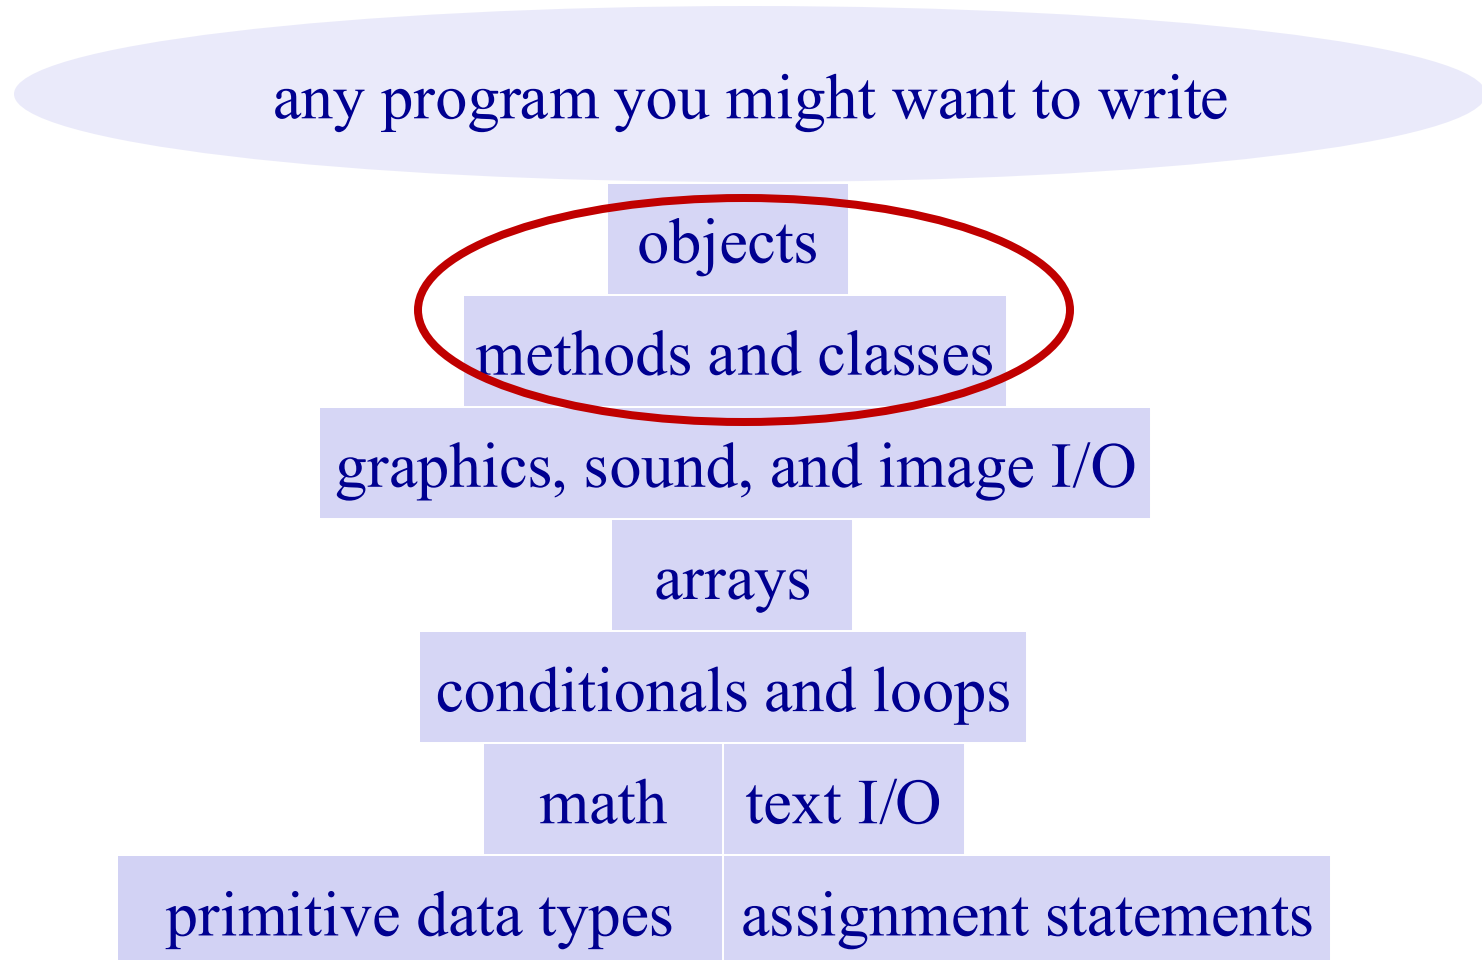 any program you might want to write
objects
methods and classes
graphics, sound, and image I/O
arrays
conditionals and loops
math text I/O
primitive data types assignment statements